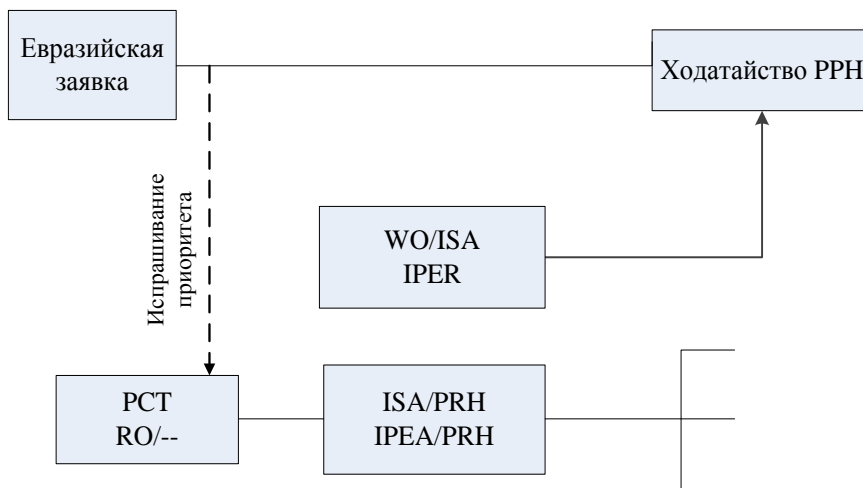 Евразийская
заявка
Ходатайство PPH
Испрашивание
приоритета
WO/ISA
IPER
PCT
RO/--
ISA/PRH
IPEA/PRH